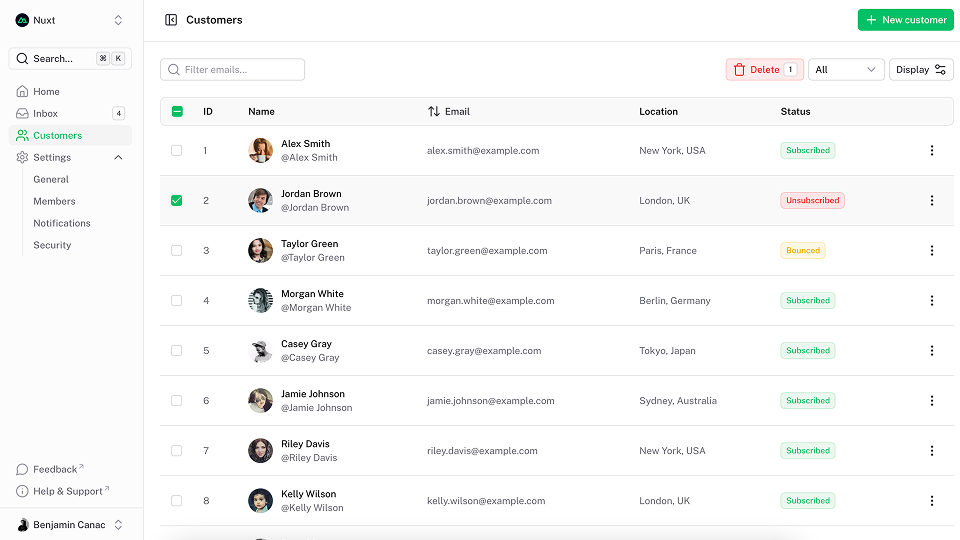 Nuxt
Search... ⌘ K
Home
Inbox 4
Customers
Settings
General
Members
Notifications
Security
Feedback
Help & Support
Benjamin Canac
Customers
New customer
Filter emails...
Delete 1
All
Display
ID Name Email Location Status
1 Alex Smith @Alex Smith alex.smith@example.com New York, USA Subscribed
2 Jordan Brown @Jordan Brown jordan.brown@example.com London, UK Unsubscribed
3 Taylor Green @Taylor Green taylor.green@example.com Paris, France Bounced
4 Morgan White @Morgan White morgan.white@example.com Berlin, Germany Subscribed
5 Casey Gray @Casey Gray casey.gray@example.com Tokyo, Japan Subscribed
6 Jamie Johnson @Jamie Johnson jamie.johnson@example.com Sydney, Australia Subscribed
7 Riley Davis @Riley Davis riley.davis@example.com New York, USA Subscribed
8 Kelly Wilson @Kelly Wilson kelly.wilson@example.com London, UK Subscribed